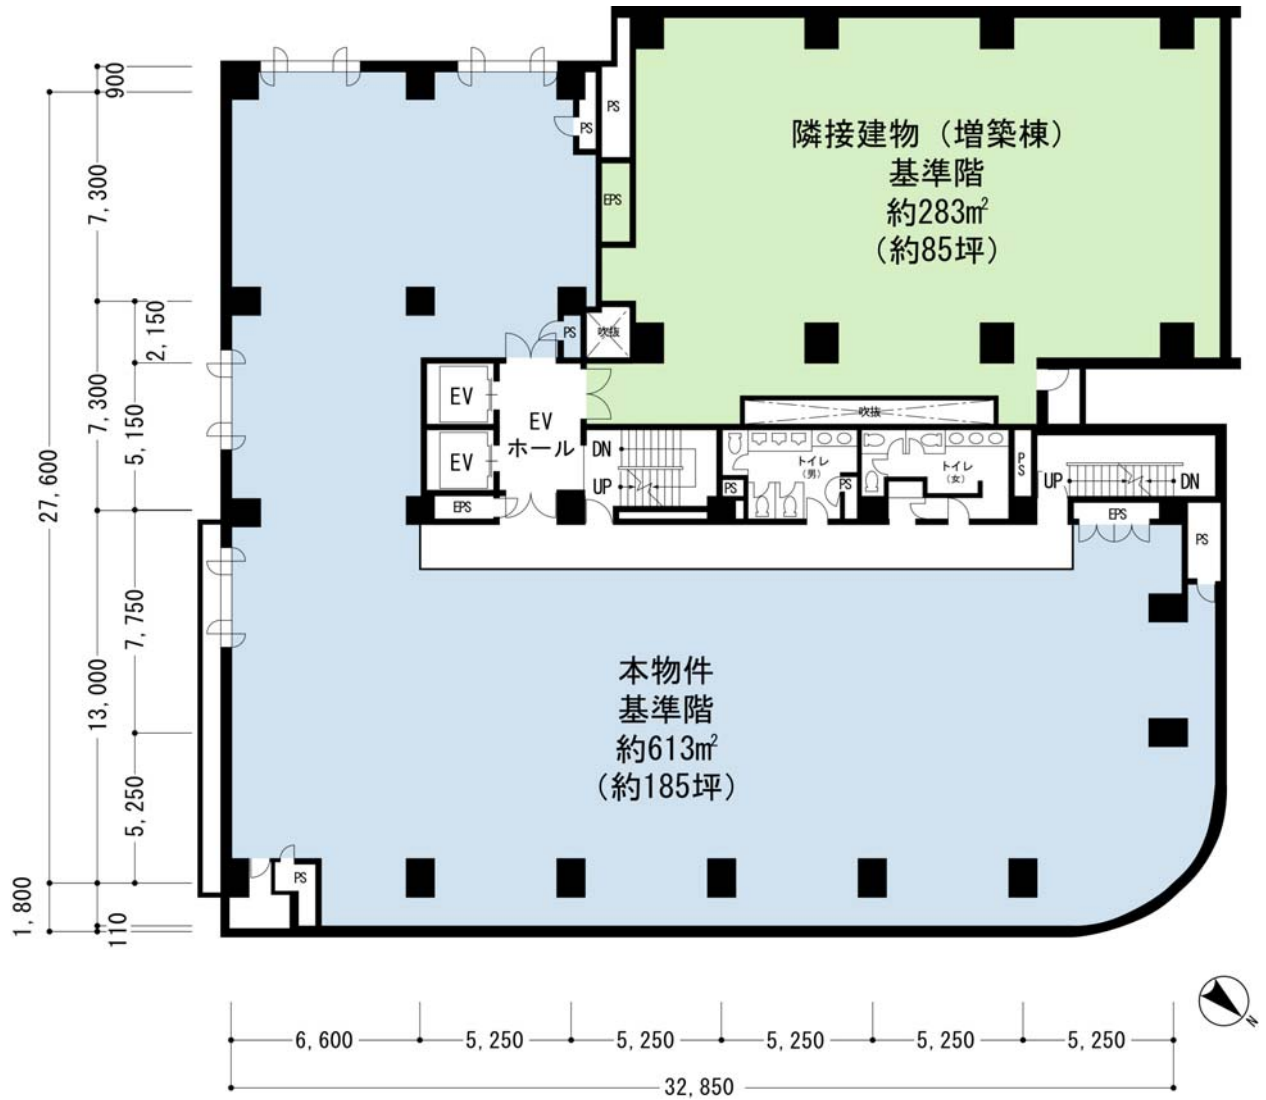 隣接建物（増築棟）
基準階
約283㎡
（約85坪）
PS
PS
EPS
PS
吹抜
吹抜
EV
EV
EV
ホール
EPS
DN
UP
トイレ
（男）
PS
PS
トイレ
（女）
PS
UP
DN
EPS
PS
本物件
基準階
約613㎡
（約185坪）
PS
900
7,300
2,150
7,300
5,150
27,600
7,750
13,000
5,250
1,800
110
6,600
5,250
5,250
5,250
5,250
5,250
32,850
N